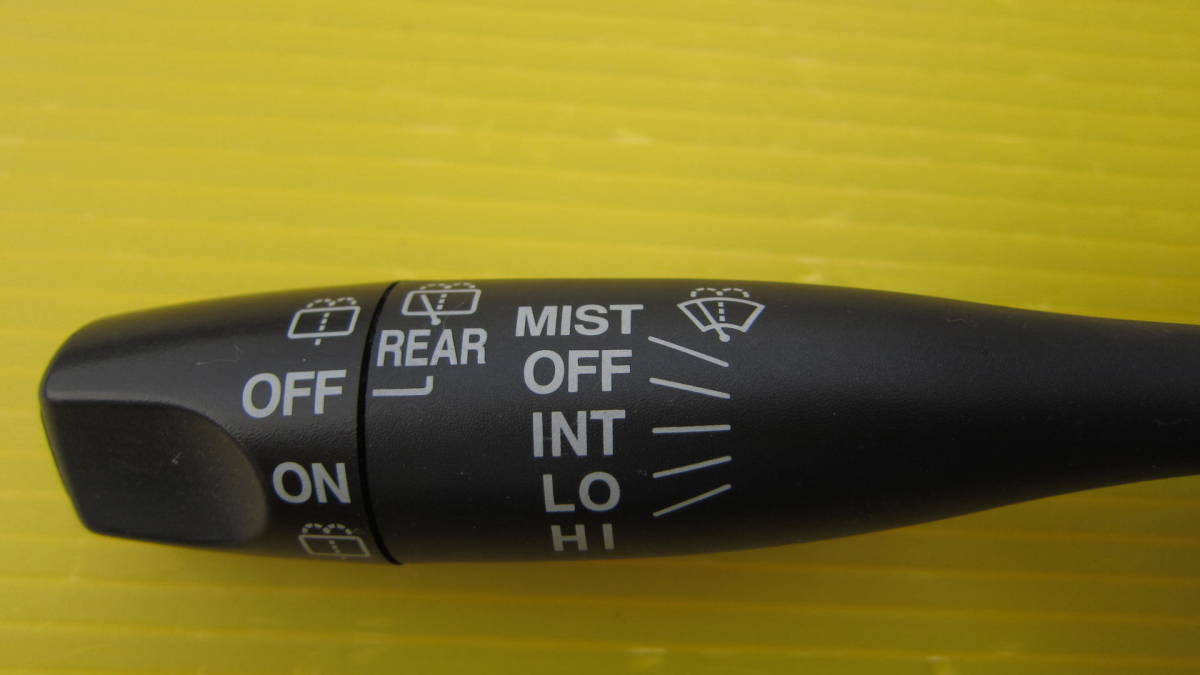 OFF
ON
REAR
MIST
OFF
INT
LO
HI